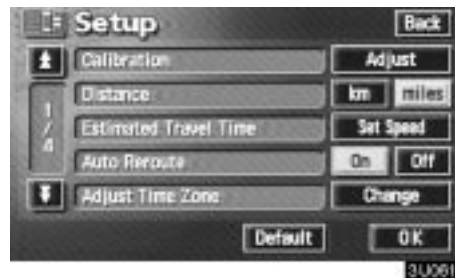 Setup Back
Calibration Adjust
Distance km miles
1/4
Estimated Travel Time Set Speed
Auto Reroute On Off
Adjust Time Zone Change
Default OK
3U061